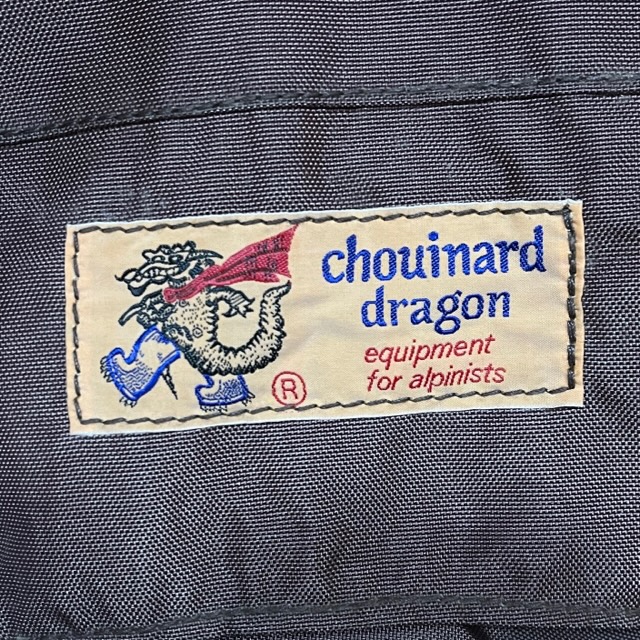 chouinard
dragon
equipment
for alpinists
®